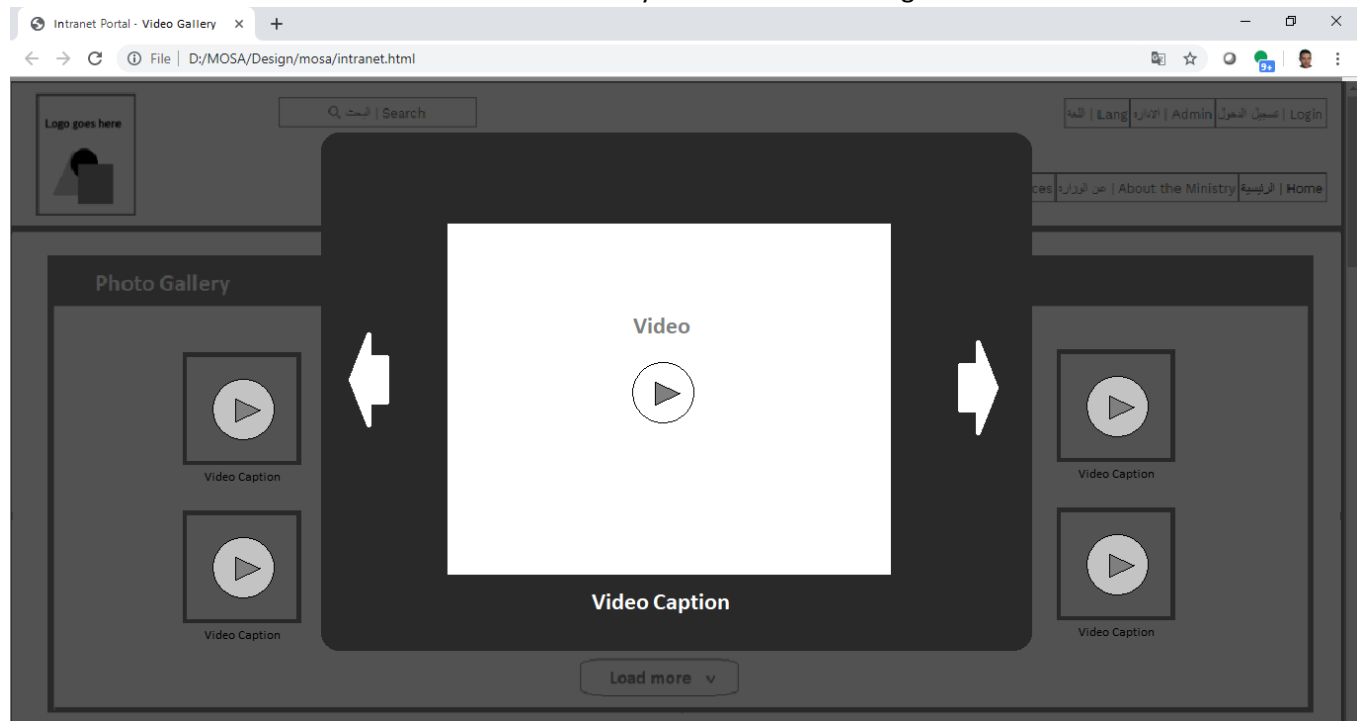 Intranet Portal - Video Gallery
File | D:/MOSA/Design/mosa/intranet.html
9+
Logo goes here
البحث | Search
اللغة | Lang
الادارة | Admin
تسجيل الدخول | Login
ces
عن الوزارة | About the Ministry
الرئيسية | Home
Photo Gallery
Video
Video Caption
Video Caption
Video Caption
Video Caption
Video Caption
Load more v